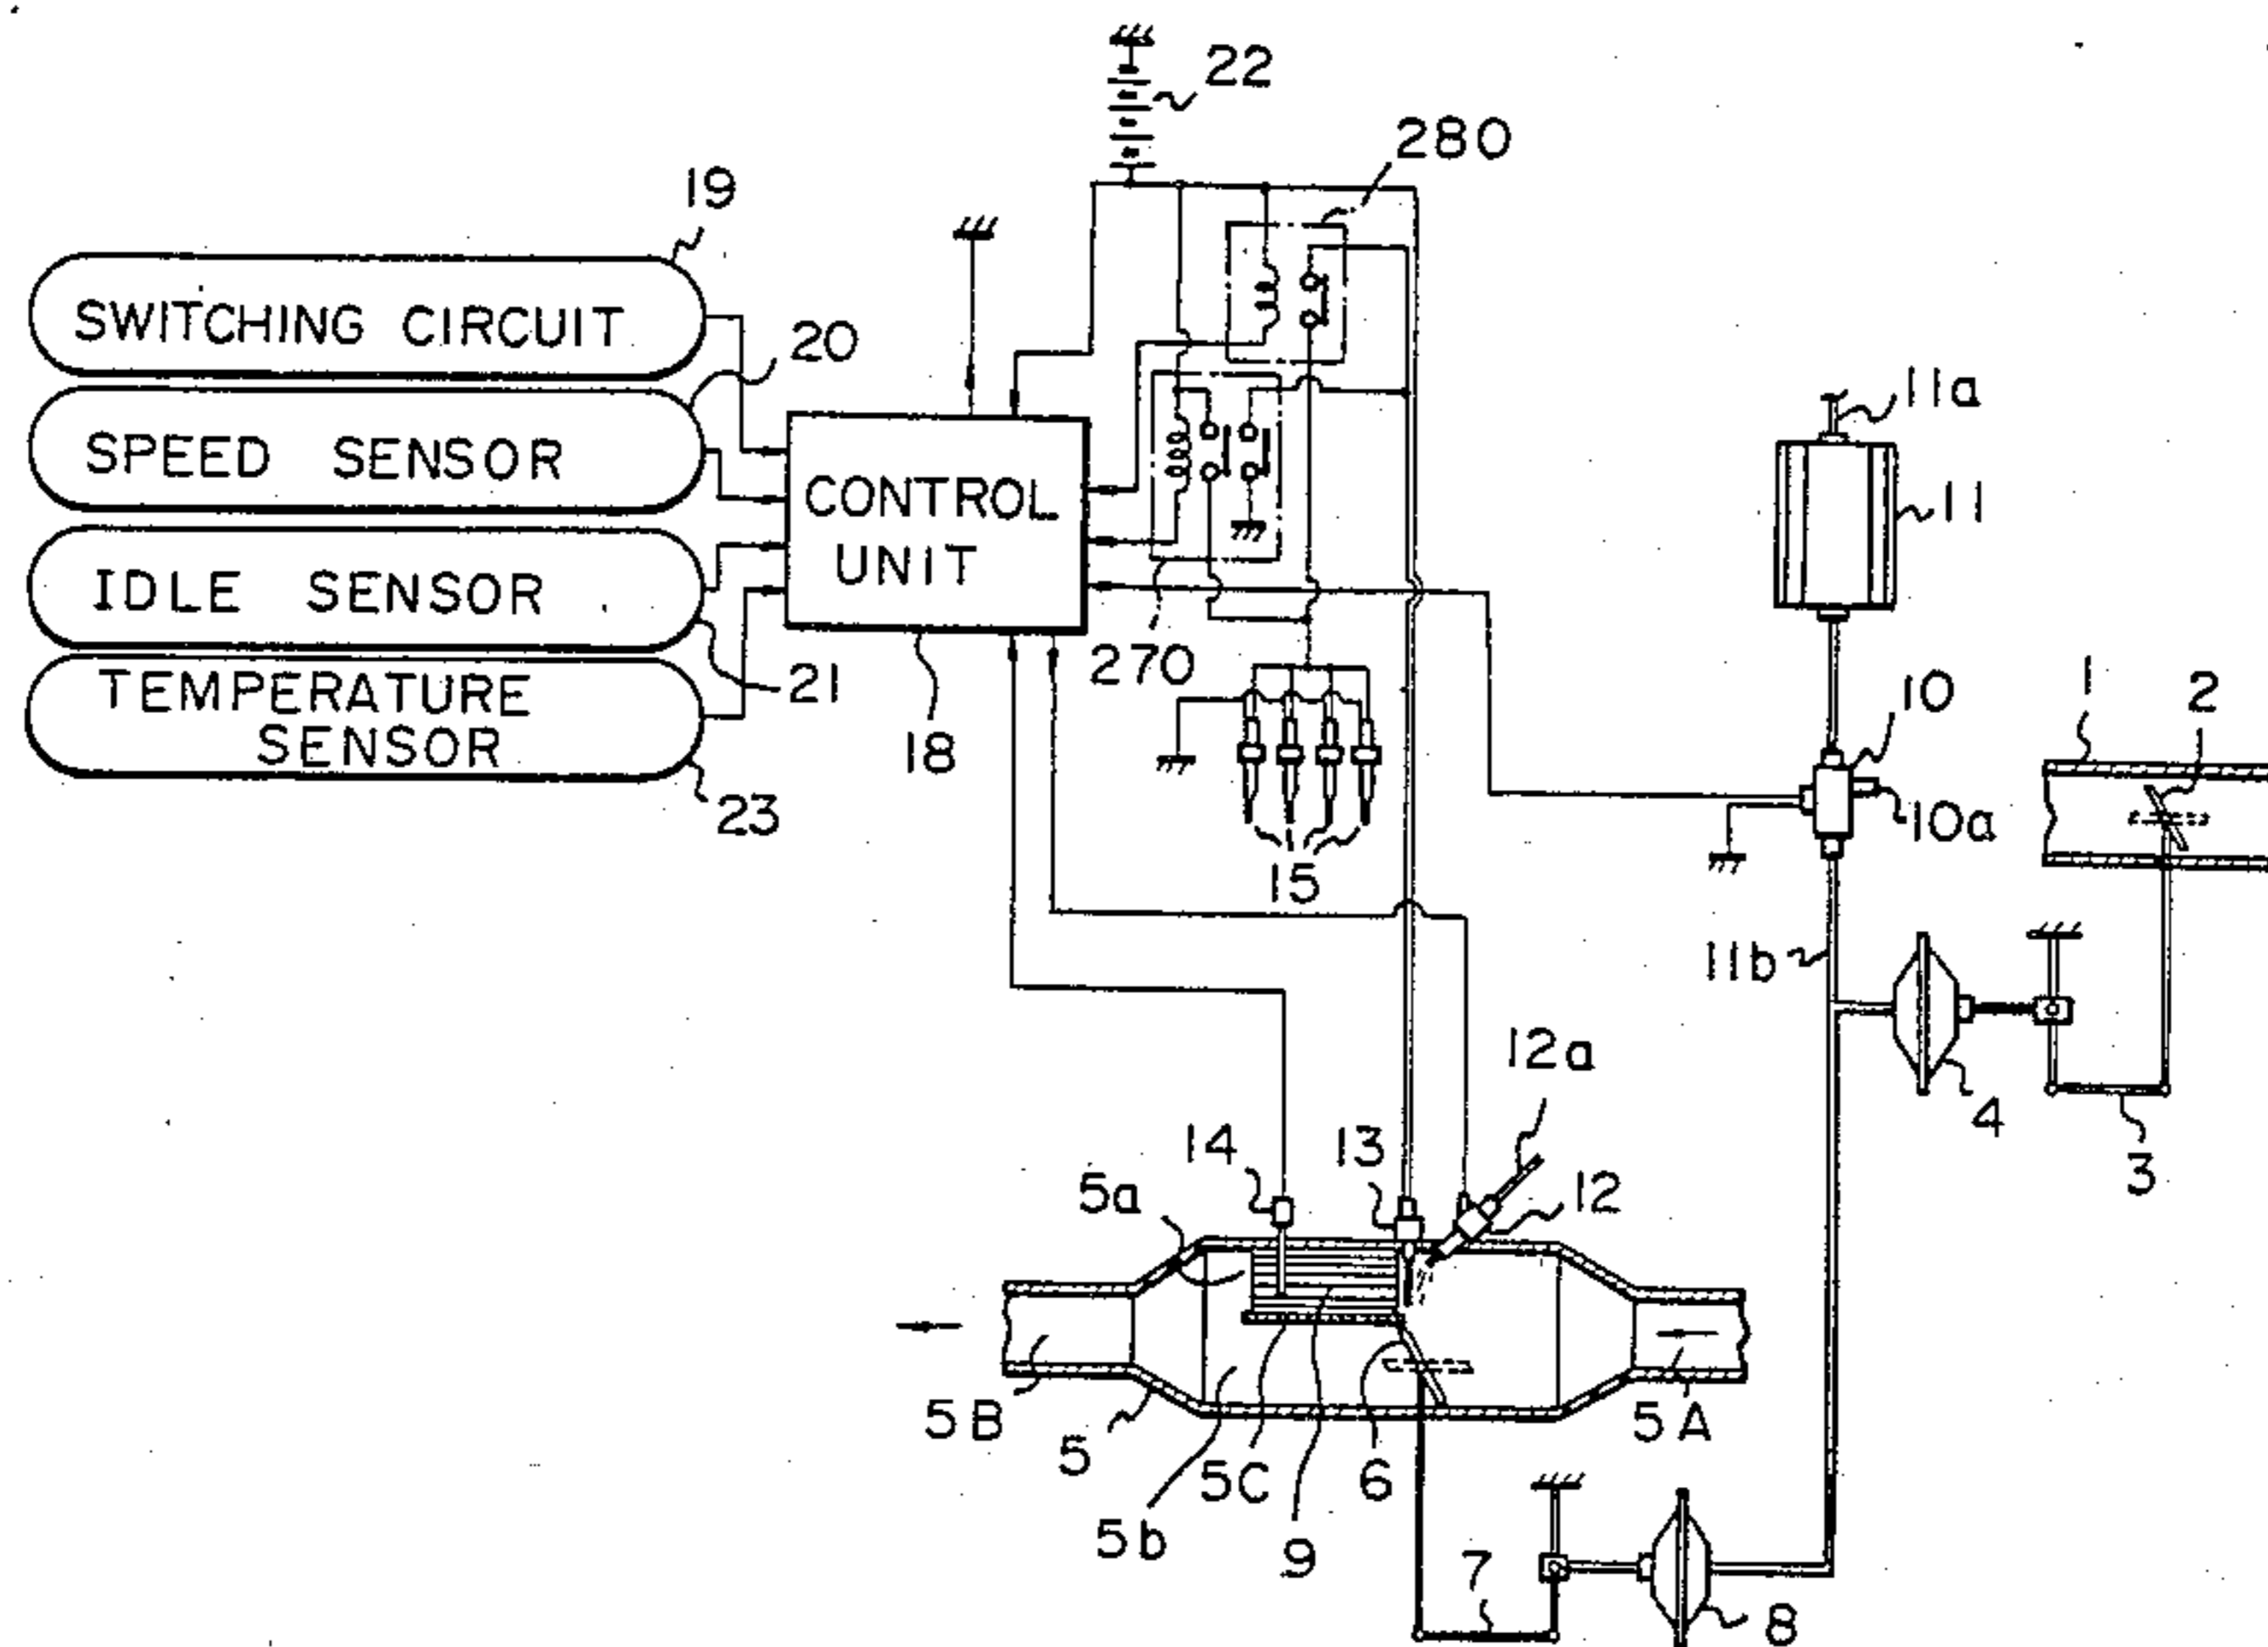 22
280
19
SWITCHING CIRCUIT
20
SPEED SENSOR
CONTROL
UNIT
IDLE SENSOR
21
TEMPERATURE
SENSOR
23
18
270
15
11a
11
10
10a
1
2
11b
4
3
12a
14
13
12
5a
5B
5
5b
5C
9
6
5A
7
8